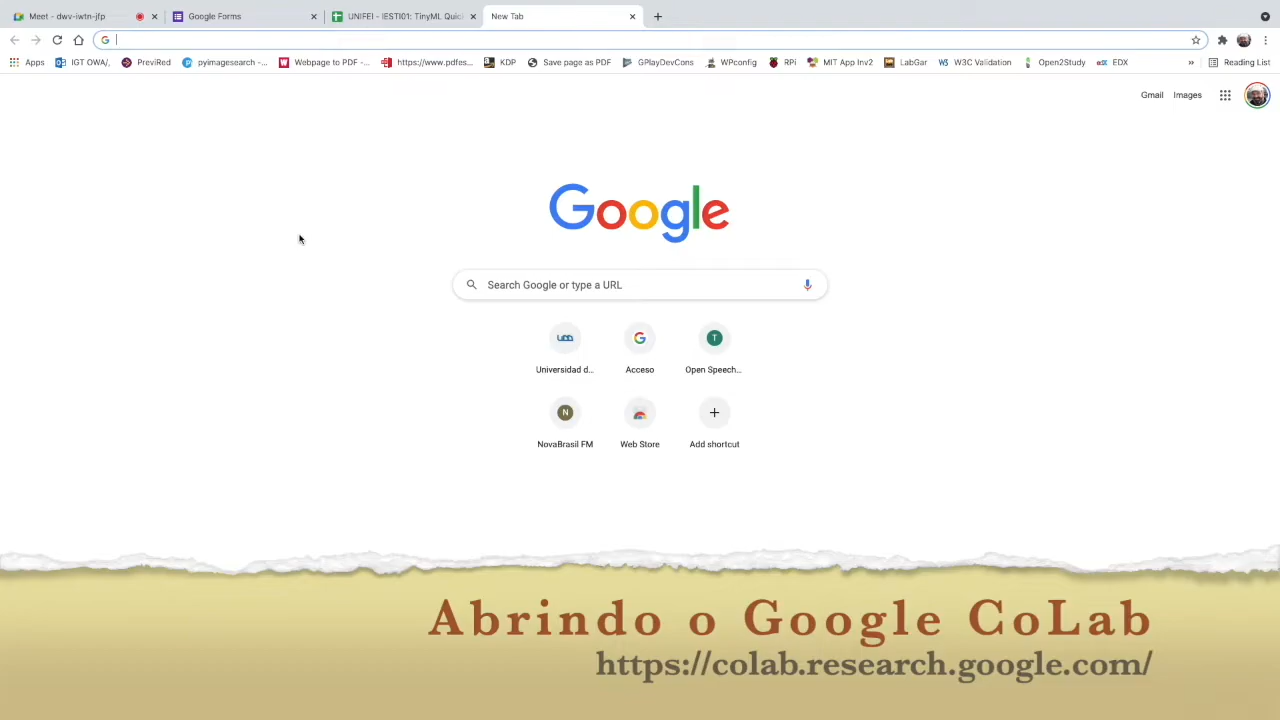 Meet - dwv-iwtn-jfp
Google Forms
UNIFEI - IESTI01: TinyML Quic
New Tab
Apps
IGT OWA/,
PreviRed
pyimagesearch -...
Webpage to PDF -...
https://www.pdfes...
KDP
Save page as PDF
GPlayDevCons
WPconfig
RPi
MIT App Inv2
LabGar
W3C Validation
Open2Study
EDX
»
Reading List
Gmail
Images
Google
Search Google or type a URL
Universidad d...
Acceso
Open Speech...
NovaBrasil FM
Web Store
Add shortcut
Abrindo o Google CoLab
https://colab.research.google.com/